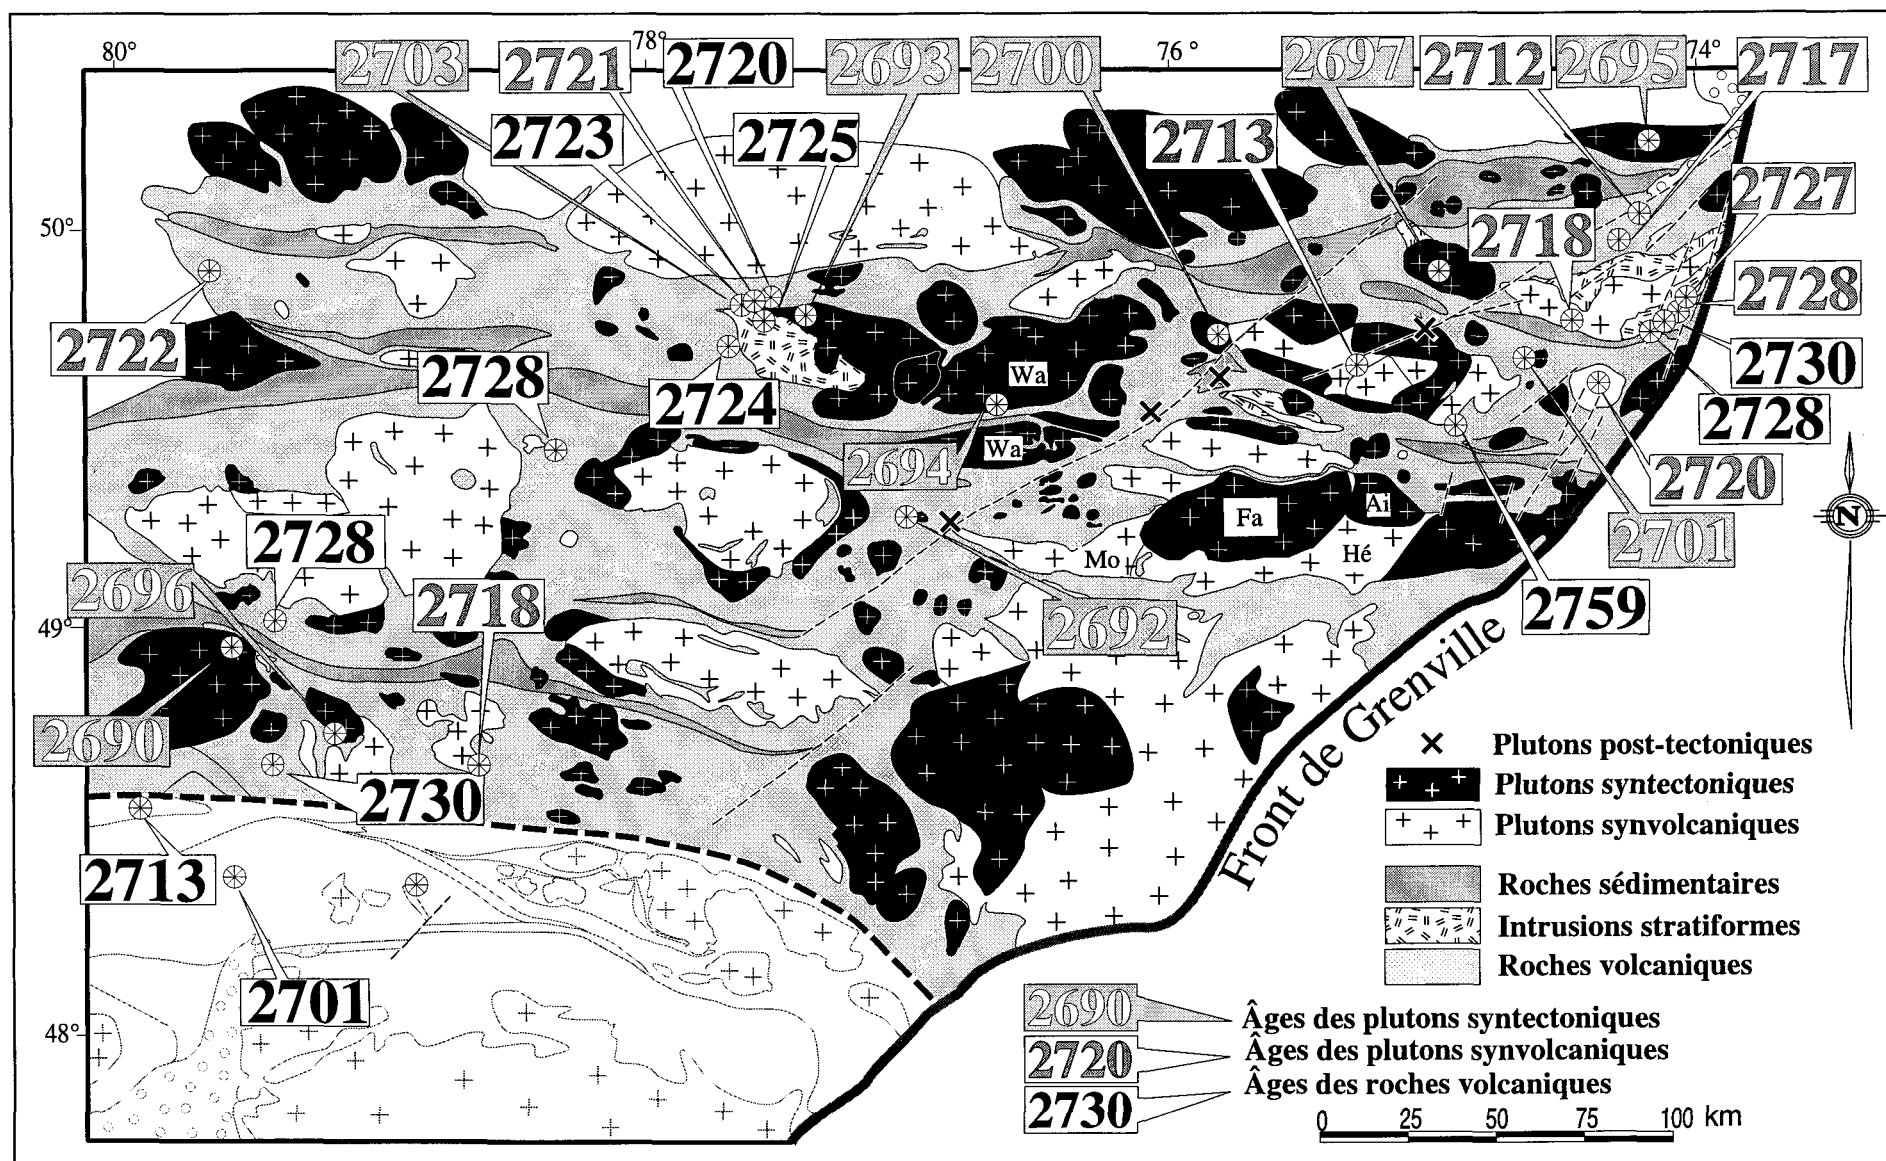 80°
78°
76 °
74°
2703
2721
2720
2693
2700
2697
2712
2695
2717
2723
2725
2713
2727
50°
2718
2728
2722
2728
2724
Wa
2730
2728
Wa
2694
2720
2728
Fa
Ai
2701
Mo
Hé
N
2696
2718
2692
2759
49°
2690
Front de Grenville
2730
Plutons post-tectoniques
Plutons syntectoniques
Plutons synvolcaniques
2713
Roches sédimentaires
Intrusions stratiformes
Roches volcaniques
2701
48°
2690
Âges des plutons syntectoniques
2720
Âges des plutons synvolcaniques
2730
Âges des roches volcaniques
0 25 50 75 100 km